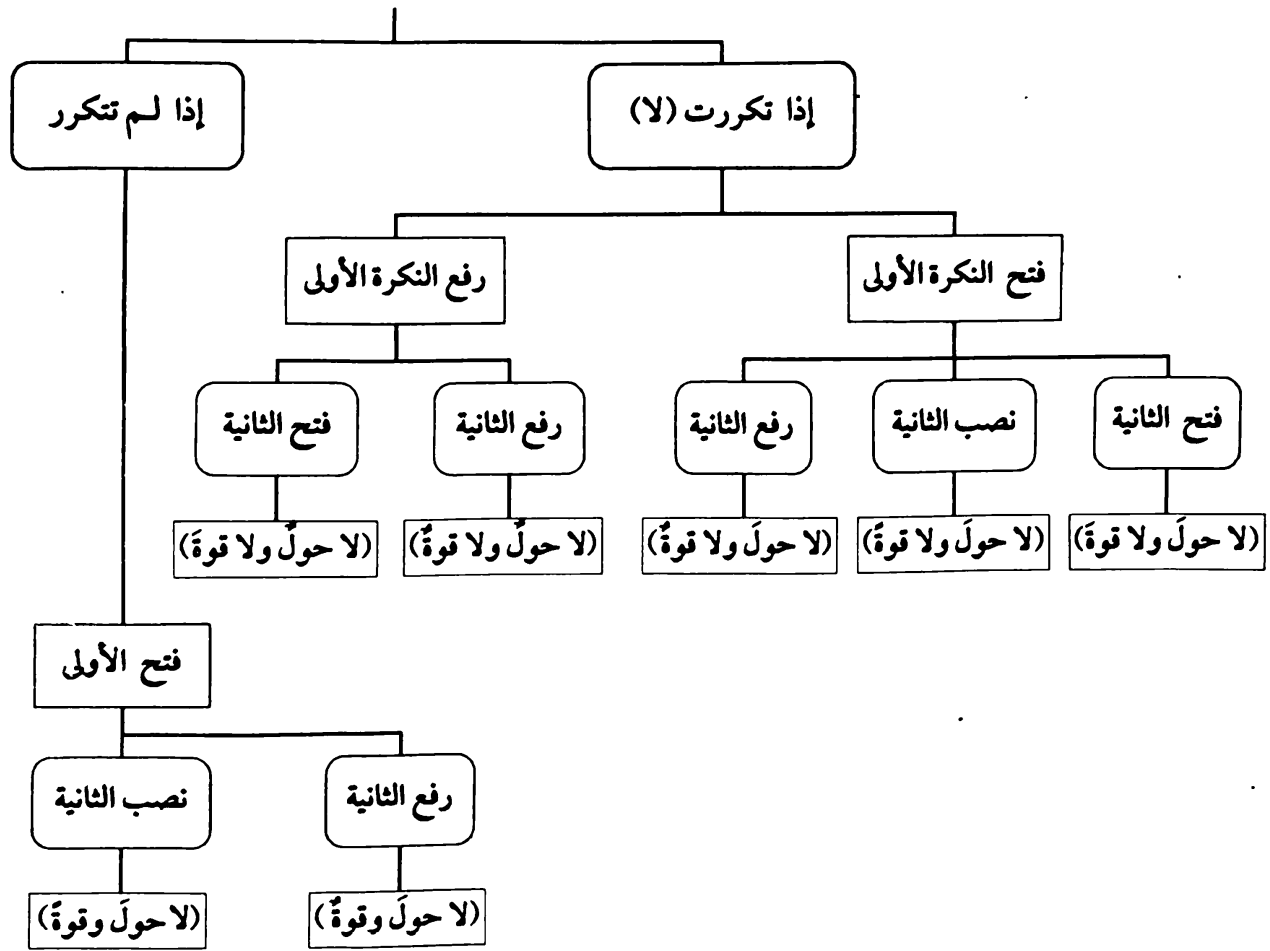 إذا تكررت (لا)
إذا لـم تتكرر
فتح النكرة الأولى
رفع النكرة الأولى
فتح الثانية
نصب الثانية
رفع الثانية
رفع الثانية
فتح الثانية
(لا حولَ ولا قوةَ)
(لا حولَ ولا قوةً)
(لا حولَ ولا قوةٌ)
(لا حولٌ ولا قوةٌ)
(لا حولٌ ولا قوةَ)
فتح الأولى
رفع الثانية
نصب الثانية
(لا حولَ وقوةٌ)
(لا حولَ وقوةً)